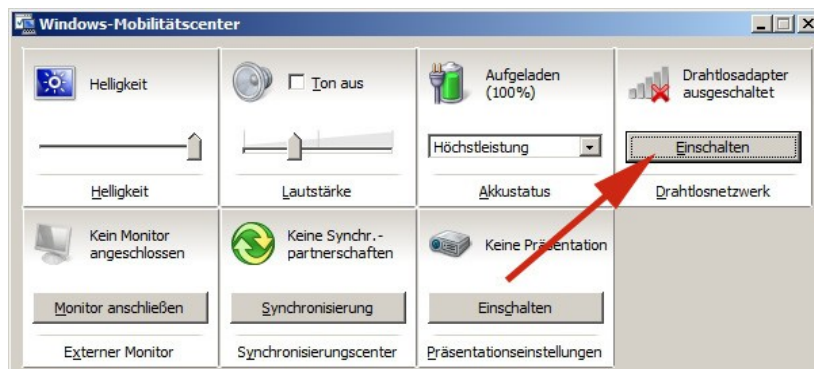 Windows-Mobilitätscenter
Helligkeit
Helligkeit
Ton aus
Lautstärke
Aufgeladen
(100%)
Höchstleistung
Akkustatus
Drahtlosadapter
ausgeschaltet
Einschalten
Drahtlosnetzwerk
Kein Monitor
angeschlossen
Monitor anschließen
Externer Monitor
Keine Synchr.-
partnerschaften
Synchronisierung
Synchronisierungscenter
Keine Präsentation
Einschalten
Präsentationseinstellungen